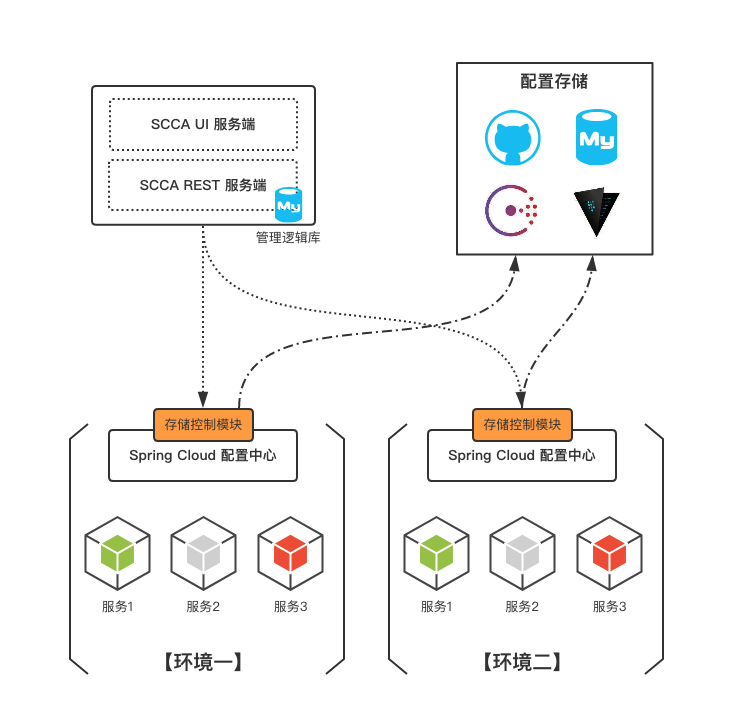 SCCA UI 服务端
SCCA REST 服务端
My
管理逻辑库
配置存储
My
存储控制模块
Spring Cloud 配置中心
服务1
服务2
服务3
【环境一】
存储控制模块
Spring Cloud 配置中心
服务1
服务2
服务3
【环境二】